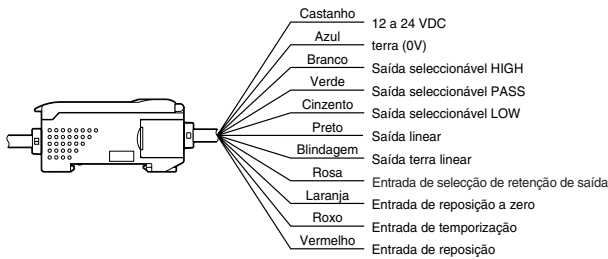 Castanho 12 a 24 VDC
Azul terra (0V)
Branco Saída seleccionável HIGH
Verde Saída seleccionável PASS
Cinzento Saída seleccionável LOW
Preto Saída linear
Blindagem Saída terra linear
Rosa Entrada de selecção de retenção de saída
Laranja Entrada de reposição a zero
Roxo Entrada de temporização
Vermelho Entrada de reposição